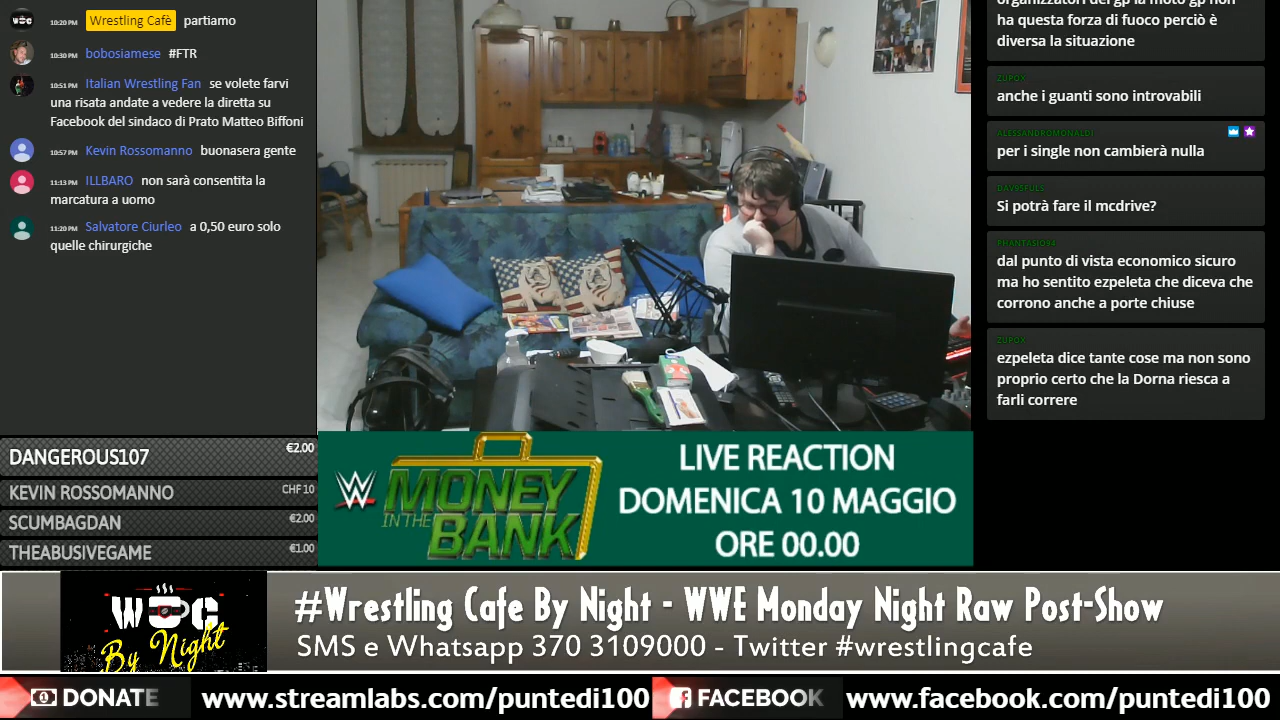 10:20 PM Wrestling Cafè partiamo
10:30 PM bobosiamese #FTR
10:51 PM Italian Wrestling Fan se volete farvi
una risata andate a vedere la diretta su
Facebook del sindaco di Prato Matteo Biffoni
10:57 PM Kevin Rossomanno buonasera gente
11:13 PM ILLBARO non sarà consentita la
marcatura a uomo
11:20 PM Salvatore Ciurleo a 0,50 euro solo
quelle chirurgiche
DANGEROUS107 €2.00
KEVIN ROSSOMANNO CHF 10
SCUMBAGDAN €2.00
THEABUSIVEGAME €1.00
organizzatori dei gp la moto gp non
ha questa forza di fuoco perciò è
diversa la situazione
ZUPOX
anche i guanti sono introvabili
ALESSANDROMONALDI
per i single non cambierà nulla
DAV95FULS
Si potrà fare il mcdrive?
PHANTASIO94
dal punto di vista economico sicuro
ma ho sentito ezpeleta che diceva che
corrono anche a porte chiuse
ZUPOX
ezpeleta dice tante cose ma non sono
proprio certo che la Dorna riesca a
farli correre
W
MONEY
IN THE
BANK
LIVE REACTION
DOMENICA 10 MAGGIO
ORE 00.00
WC
By Night
#Wrestling Cafe By Night - WWE Monday Night Raw Post-Show
SMS e Whatsapp 370 3109000 - Twitter #wrestlingcafe
DONATE www.streamlabs.com/puntedi100 FACEBOOK www.facebook.com/puntedi100